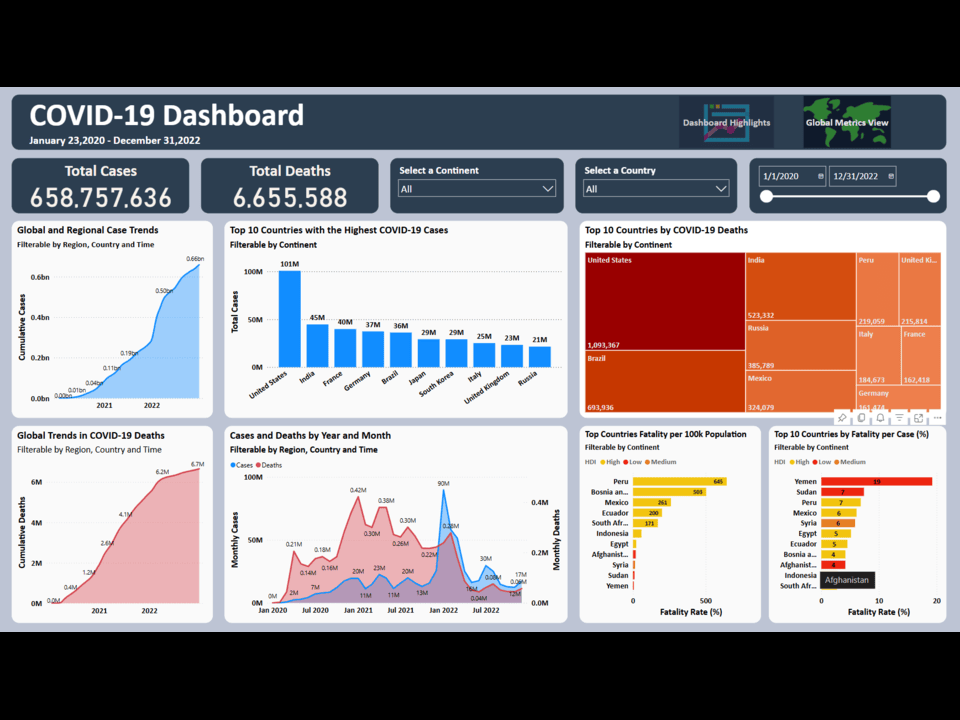 COVID-19 Dashboard
January 23,2020 - December 31,2022
Dashboard Highlights
Global Metrics View
Total Cases
658,757,636
Total Deaths
6,655,588
Select a Continent
All
Select a Country
All
1/1/2020
12/31/2022
Global and Regional Case Trends
Filterable by Region, Country and Time
Cumulative Cases
0.6bn
0.4bn
0.2bn
0.0bn
0.00bn
0.01bn
0.04bn
0.11bn
0.19bn
0.50bn
0.66bn
2021
2022
Top 10 Countries with the Highest COVID-19 Cases
Filterable by Continent
Total Cases
100M
50M
0M
101M
45M
40M
37M
36M
29M
29M
25M
23M
21M
United States
India
France
Germany
Brazil
Japan
South Korea
Italy
United Kingdom
Russia
Top 10 Countries by COVID-19 Deaths
Filterable by Continent
United States
1,093,367
Brazil
693,936
India
523,332
Russia
385,789
Mexico
324,079
Peru
219,059
United Ki...
215,814
Italy
184,673
France
162,418
Germany
Global Trends in COVID-19 Deaths
Filterable by Region, Country and Time
Cumulative Deaths
6M
4M
2M
0M
0.0M
0.4M
1.2M
2.6M
4.1M
6.2M
6.7M
2021
2022
Cases and Deaths by Year and Month
Filterable by Region, Country and Time
Cases
Deaths
Monthly Cases
100M
50M
0M
0M
0.21M
2M
0.14M
0.18M
7M
0.16M
0.42M
11M
20M
0.30M
0.38M
23M
11M
0.26M
0.30M
20M
13M
0.22M
90M
0.28M
0.04M
30M
0.08M
17M
12M
Monthly Deaths
0.4M
0.2M
0.0M
Jan 2020
Jul 2020
Jan 2021
Jul 2021
Jan 2022
Jul 2022
Top Countries Fatality per 100k Population
Filterable by Continent
HDI
High
Low
Medium
Peru
645
Bosnia an...
500
Mexico
261
Ecuador
200
South Afr...
171
Indonesia
Egypt
Afghanist...
Syria
Sudan
Yemen
0
500
Fatality Rate (%)
Top 10 Countries by Fatality per Case (%)
Filterable by Continent
HDI
High
Low
Medium
Yemen
Sudan
7
Peru
7
Mexico
6
Syria
6
Egypt
5
Ecuador
5
Bosnia a...
4
Afghanist...
4
Indonesia
South Afr...
Afghanistan
0
10
20
Fatality Rate (%)